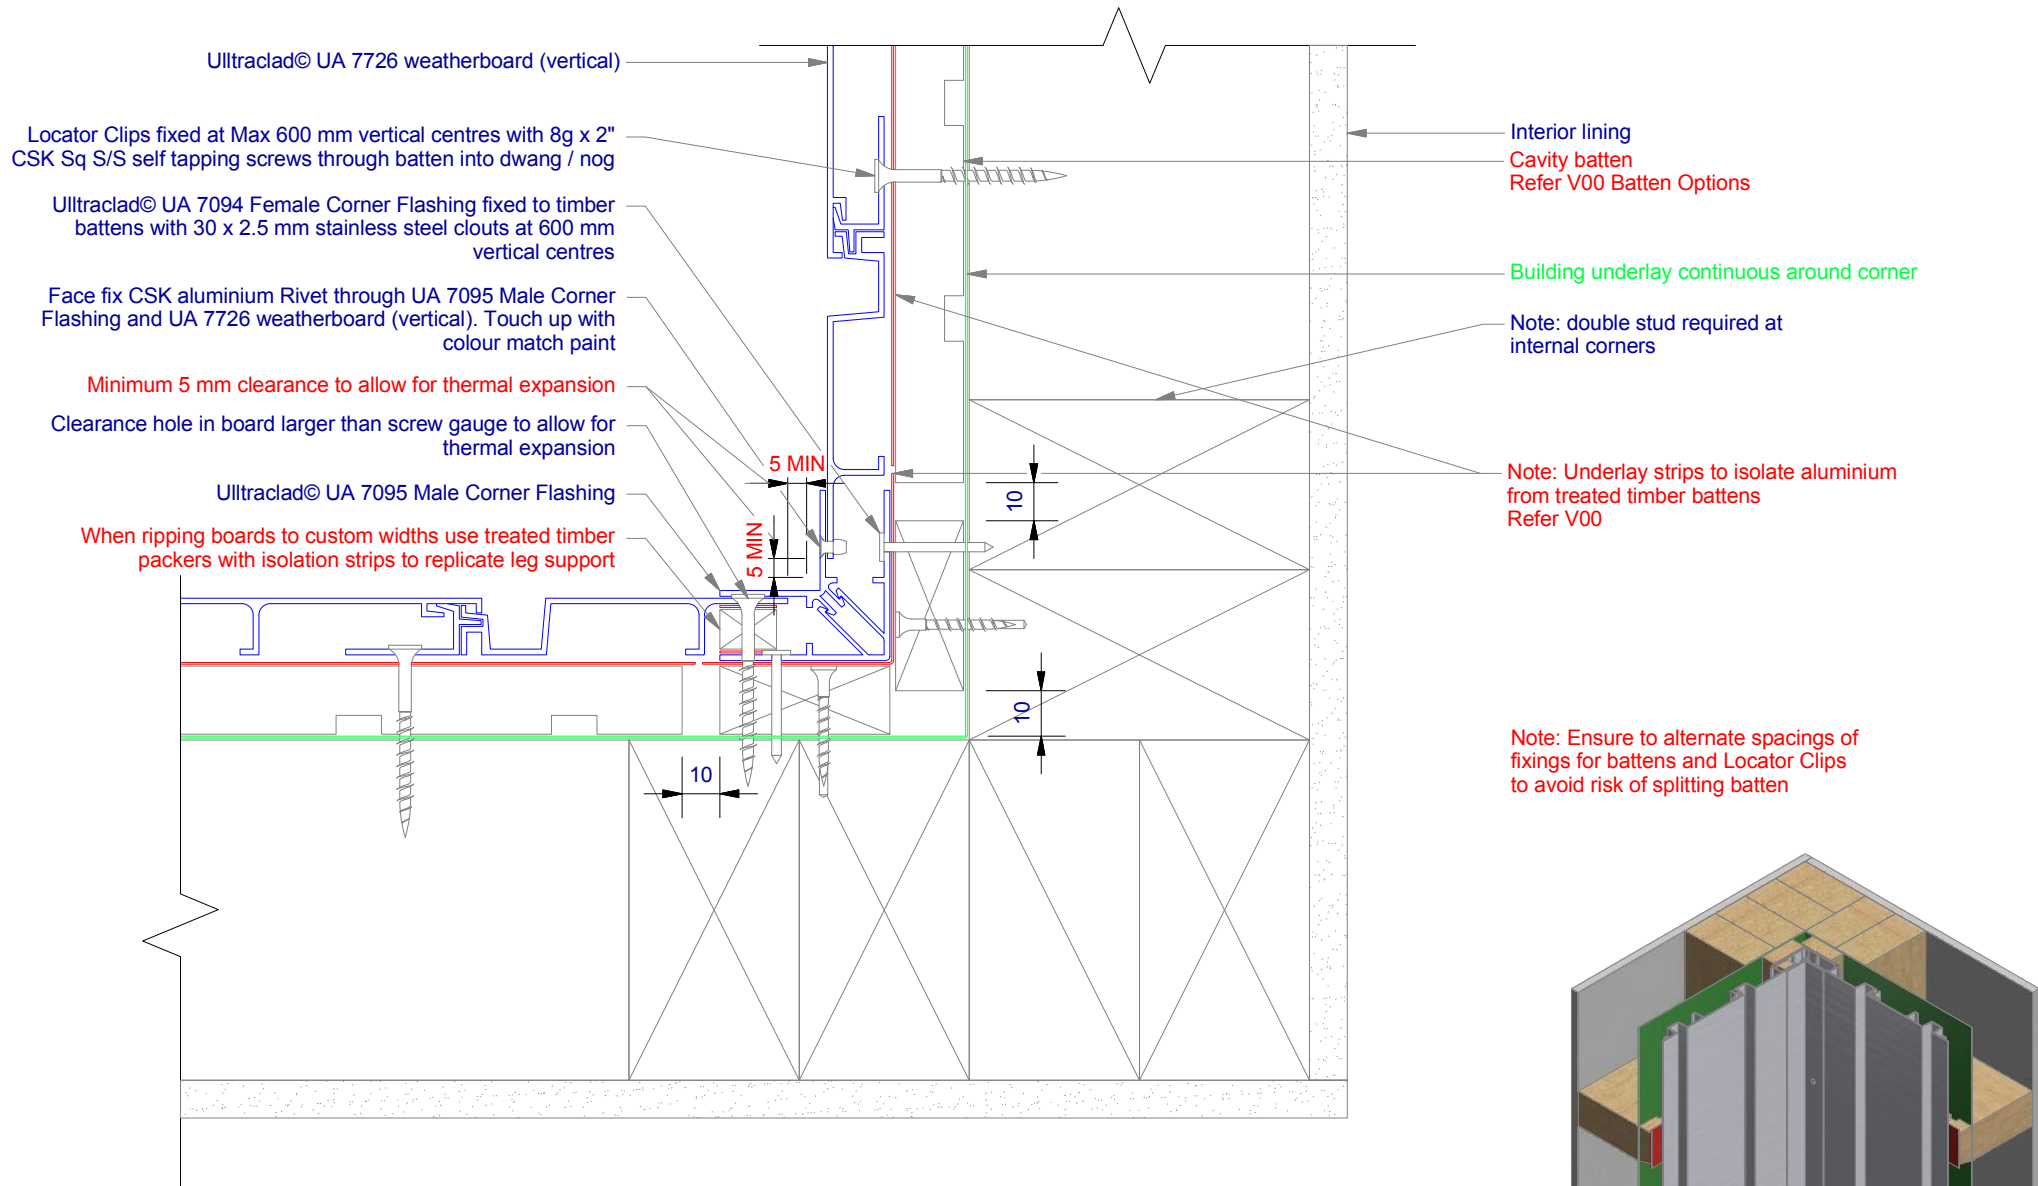 Ulltraclad© UA 7726 weatherboard (vertical)
Locator Clips fixed at Max 600 mm vertical centres with 8g x 2"
CSK Sq S/S self tapping screws through batten into dwang / nog
Ulltraclad© UA 7094 Female Corner Flashing fixed to timber
battens with 30 x 2.5 mm stainless steel clouts at 600 mm
vertical centres
Face fix CSK aluminium Rivet through UA 7095 Male Corner
Flashing and UA 7726 weatherboard (vertical). Touch up with
colour match paint
Minimum 5 mm clearance to allow for thermal expansion
Clearance hole in board larger than screw gauge to allow for
thermal expansion
Ulltraclad© UA 7095 Male Corner Flashing
When ripping boards to custom widths use treated timber
packers with isolation strips to replicate leg support
5 MIN
5 MIN
10
10
10
Interior lining
Cavity batten
Refer V00 Batten Options
Building underlay continuous around corner
Note: double stud required at
internal corners
Note: Underlay strips to isolate aluminium
from treated timber battens
Refer V00
Note: Ensure to alternate spacings of
fixings for battens and Locator Clips
to avoid risk of splitting batten